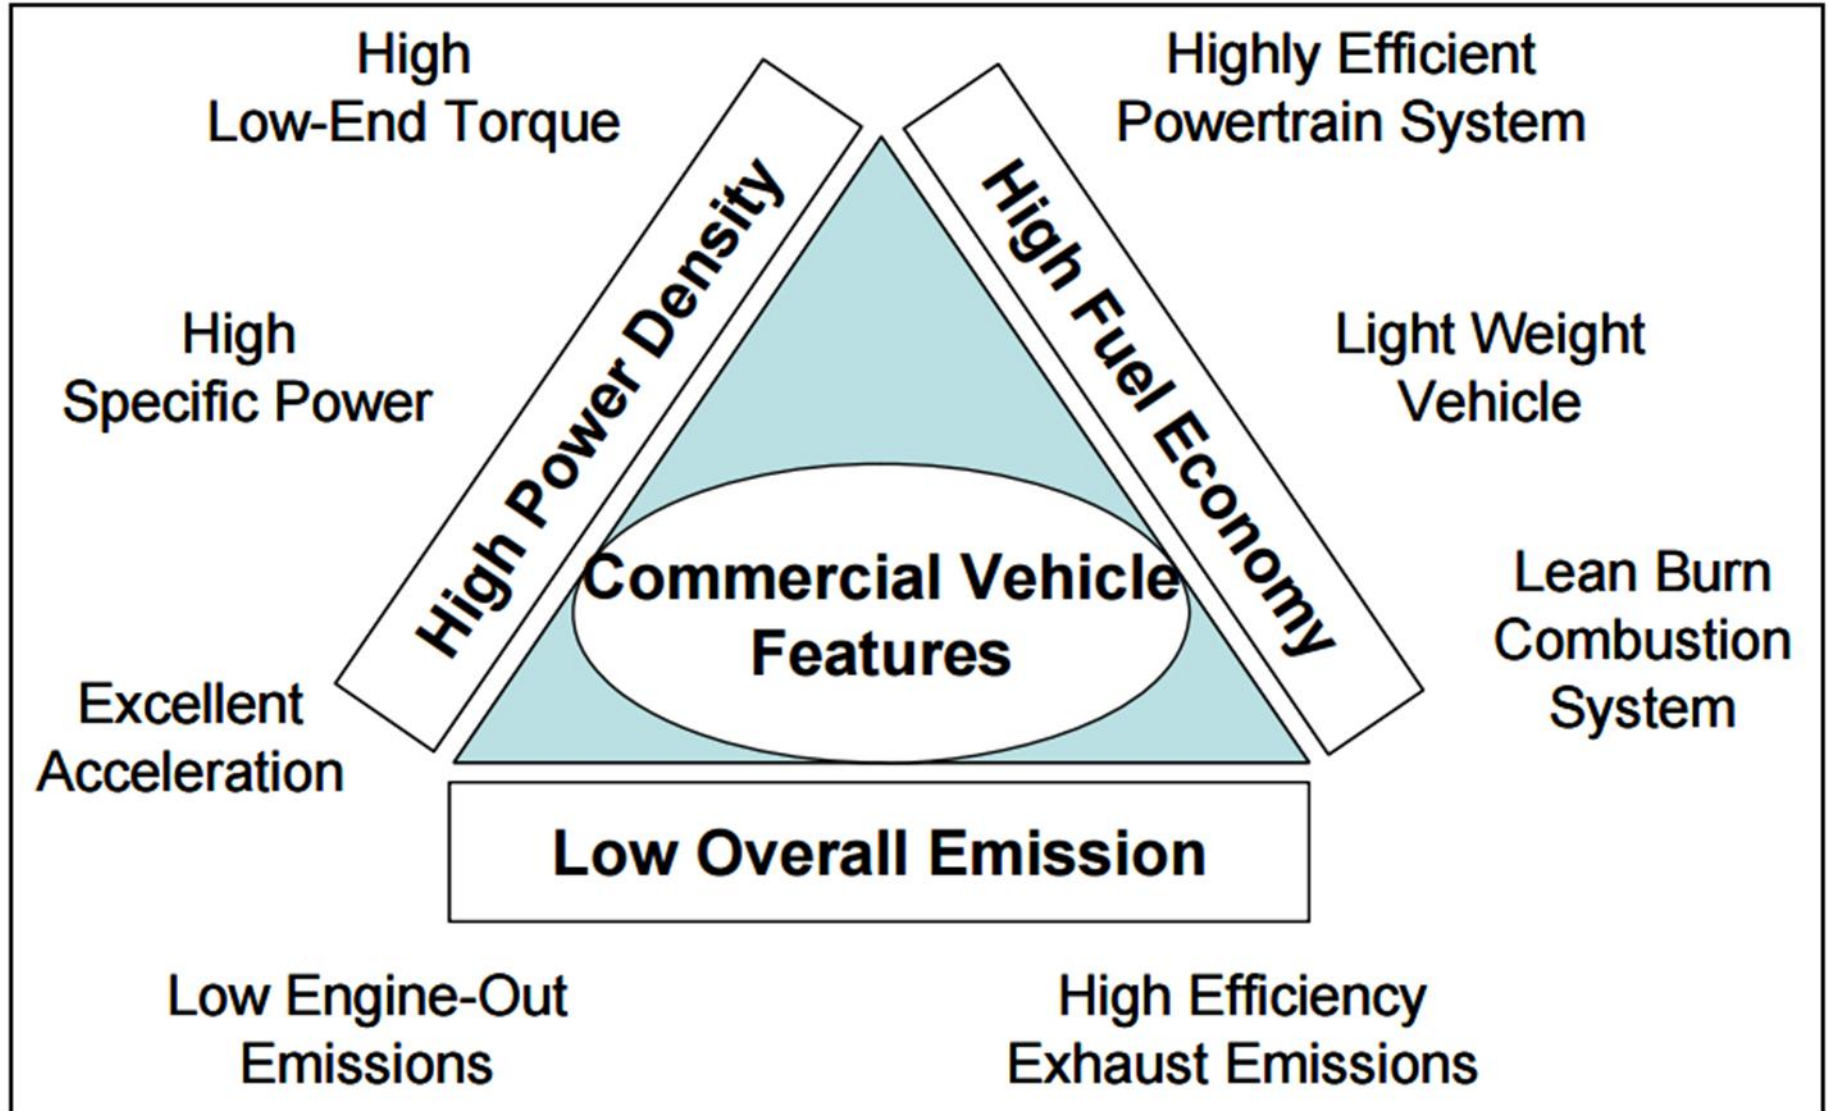 High
Low-End Torque
Highly Efficient
Powertrain System
High Power Density
High Fuel Economy
High
Specific Power
Light Weight
Vehicle
Commercial Vehicle
Features
Lean Burn
Combustion
System
Excellent
Acceleration
Low Overall Emission
Low Engine-Out
Emissions
High Efficiency
Exhaust Emissions